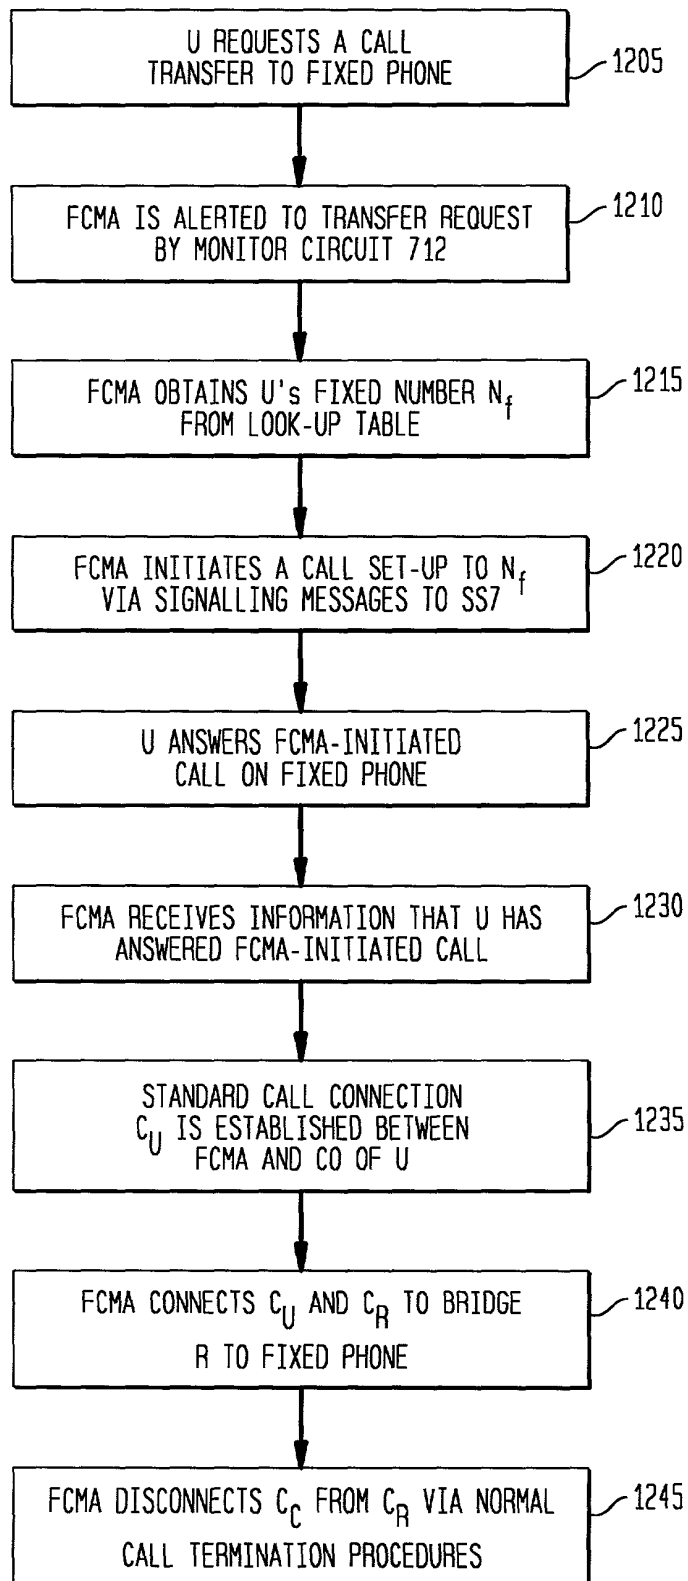 U REQUESTS A CALL
TRANSFER TO FIXED PHONE
1205
FCMA IS ALERTED TO TRANSFER REQUEST
BY MONITOR CIRCUIT 712
1210
FCMA OBTAINS U's FIXED NUMBER Nf
FROM LOOK-UP TABLE
1215
FCMA INITIATES A CALL SET-UP TO Nf
VIA SIGNALLING MESSAGES TO SS7
1220
U ANSWERS FCMA-INITIATED
CALL ON FIXED PHONE
1225
FCMA RECEIVES INFORMATION THAT U HAS
ANSWERED FCMA-INITIATED CALL
1230
STANDARD CALL CONNECTION
CU IS ESTABLISHED BETWEEN
FCMA AND CO OF U
1235
FCMA CONNECTS CU AND CR TO BRIDGE
R TO FIXED PHONE
1240
FCMA DISCONNECTS CC FROM CR VIA NORMAL
CALL TERMINATION PROCEDURES
1245